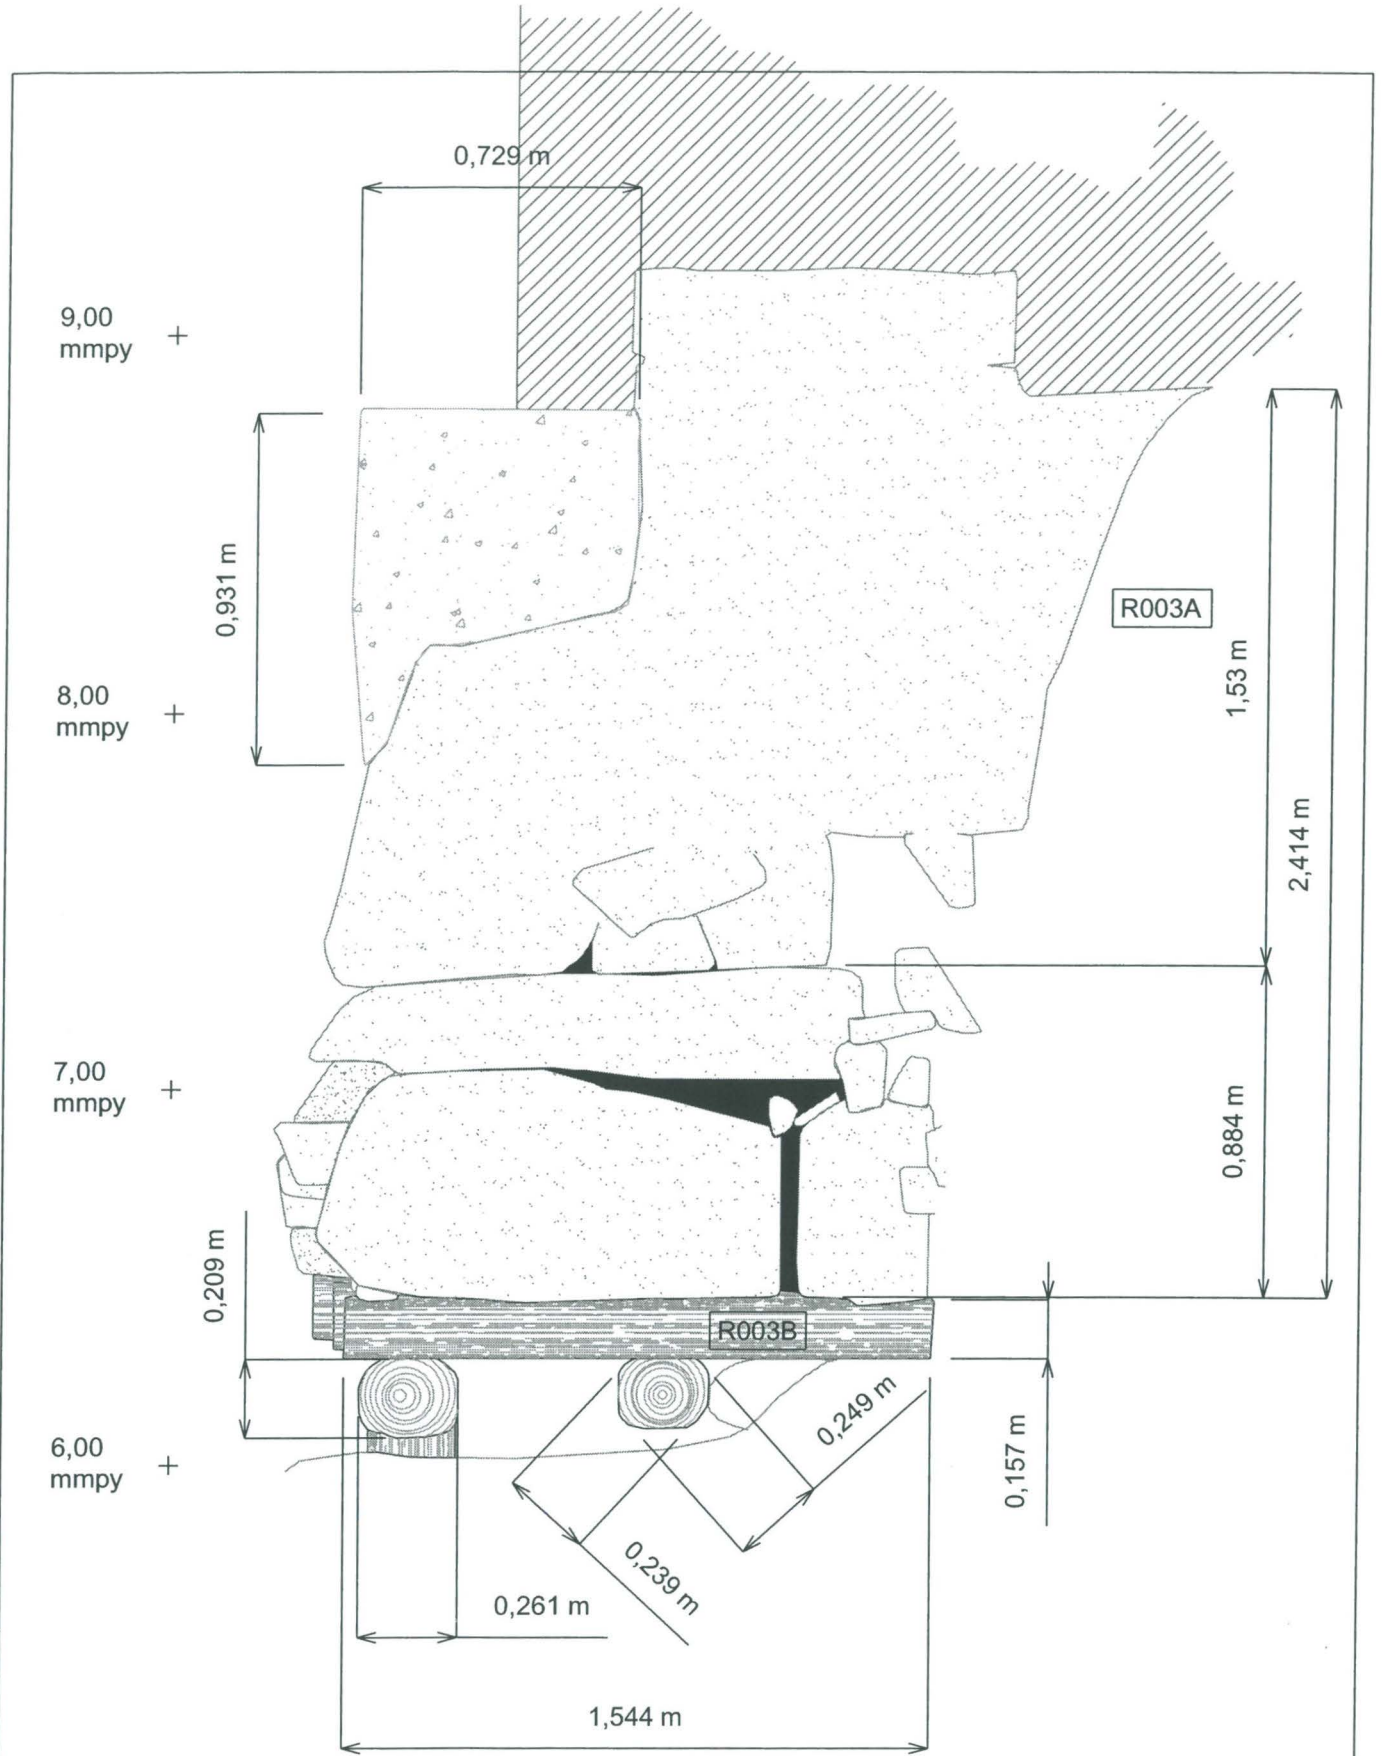 0,729 m
9,00
mmpy
0,931 m
R003A
1,53 m
8,00
mmpy
2,414 m
7,00
mmpy
0,884 m
0,209 m
R003B
0,249 m
6,00
mmpy
0,157 m
0,239 m
0,261 m
1,544 m